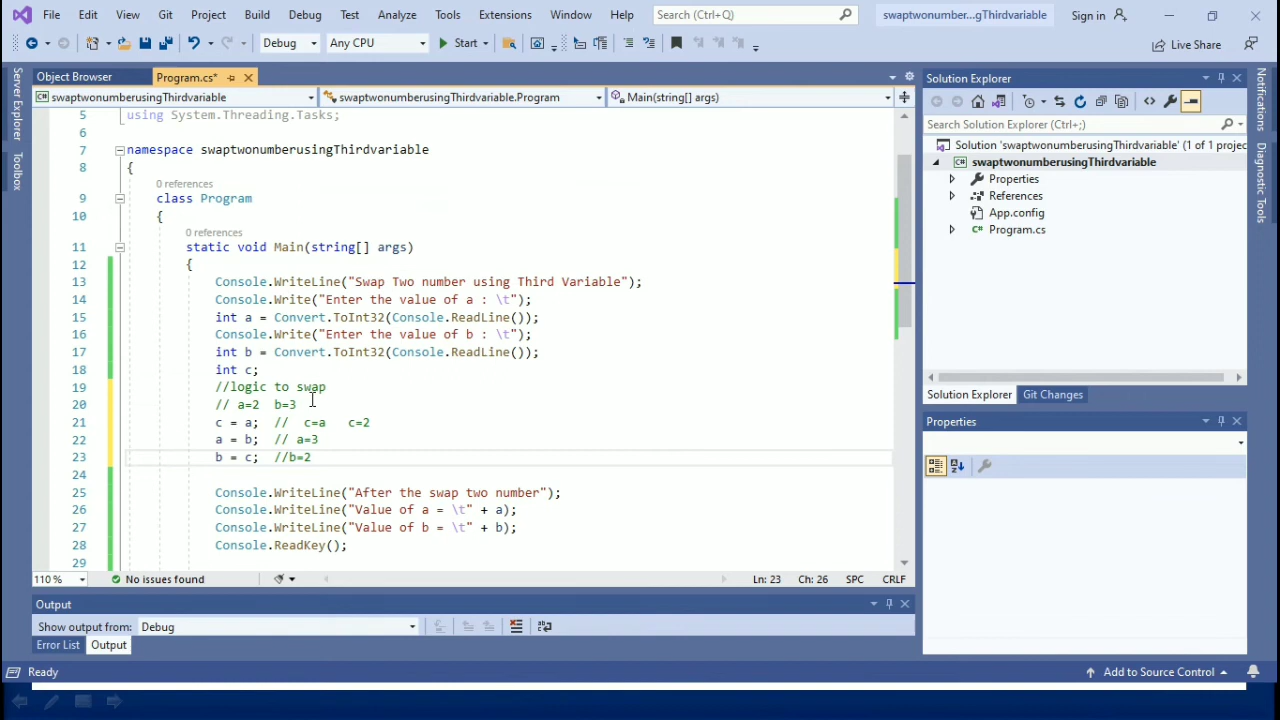 File Edit View Git Project Build Debug Test Analyze Tools Extensions Window Help Search (Ctrl+Q) swaptwonumber...gThirdvariable Sign in
Debug Any CPU Start Live Share
Object Browser Program.cs* Solution Explorer
swaptwonumberusingThirdvariable swaptwonumberusingThirdvariable.Program Main(string[] args)
Server Explorer
Toolbox
Notifications
Diagnostic Tools
5 using System.Threading.Tasks;
6
7 namespace swaptwonumberusingThirdvariable
8 {
0 references
9 class Program
10 {
0 references
11 static void Main(string[] args)
12 {
13 Console.WriteLine("Swap Two number using Third Variable");
14 Console.Write("Enter the value of a : \t");
15 int a = Convert.ToInt32(Console.ReadLine());
16 Console.Write("Enter the value of b : \t");
17 int b = Convert.ToInt32(Console.ReadLine());
18 int c;
19 //logic to swap
20 // a=2 b=3
21 c = a; // c=a c=2
22 a = b; // a=3
23 b = c; //b=2
24
25 Console.WriteLine("After the swap two number");
26 Console.WriteLine("Value of a = \t" + a);
27 Console.WriteLine("Value of b = \t" + b);
28 Console.ReadKey();
29
110 % No issues found Ln: 23 Ch: 26 SPC CRLF
Search Solution Explorer (Ctrl+;)
Solution 'swaptwonumberusingThirdvariable' (1 of 1 projec
swaptwonumberusingThirdvariable
Properties
References
App.config
Program.cs
Solution Explorer Git Changes
Properties
Output
Show output from: Debug
Error List Output
Ready Add to Source Control